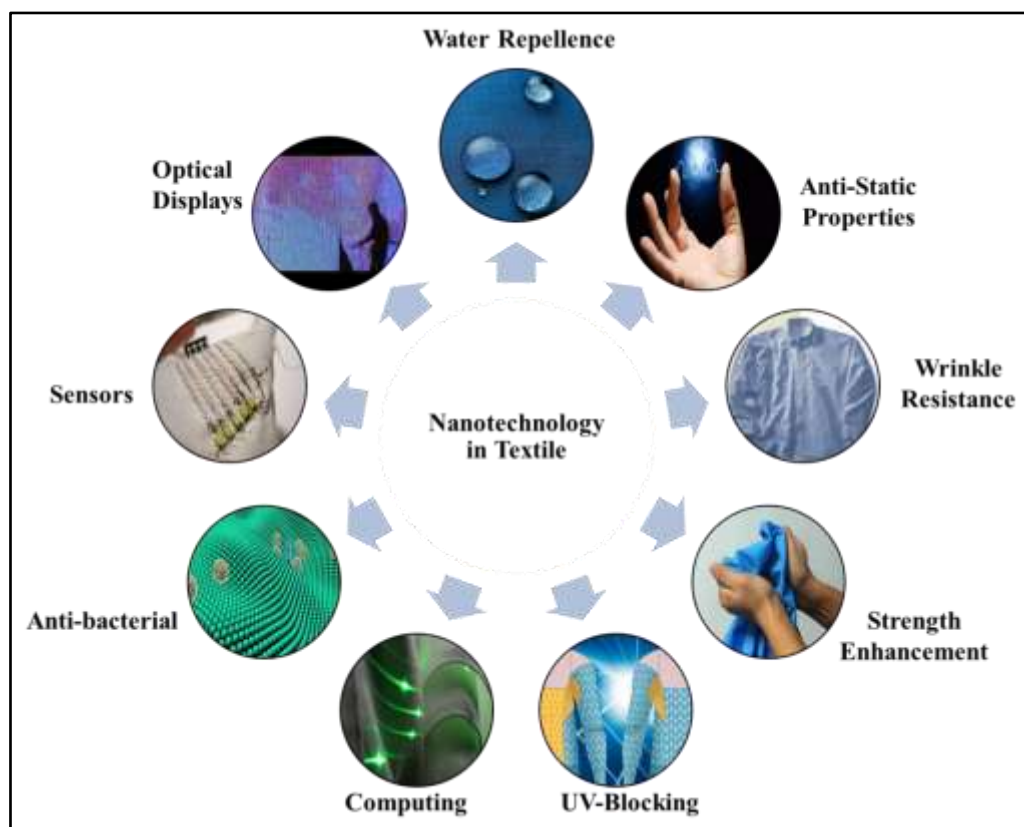 Water Repellence
Optical
Displays
Anti-Static
Properties
Sensors
Nanotechnology
in Textile
Wrinkle
Resistance
Anti-bacterial
Strength
Enhancement
Computing
UV-Blocking